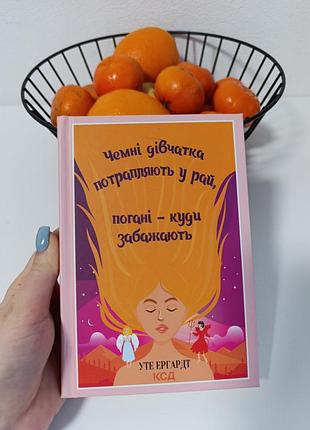 Чемні дівчатка
потрапляють у рай,
погані – куди
забажають
УТЕ ЕРГАРДТ
КСД